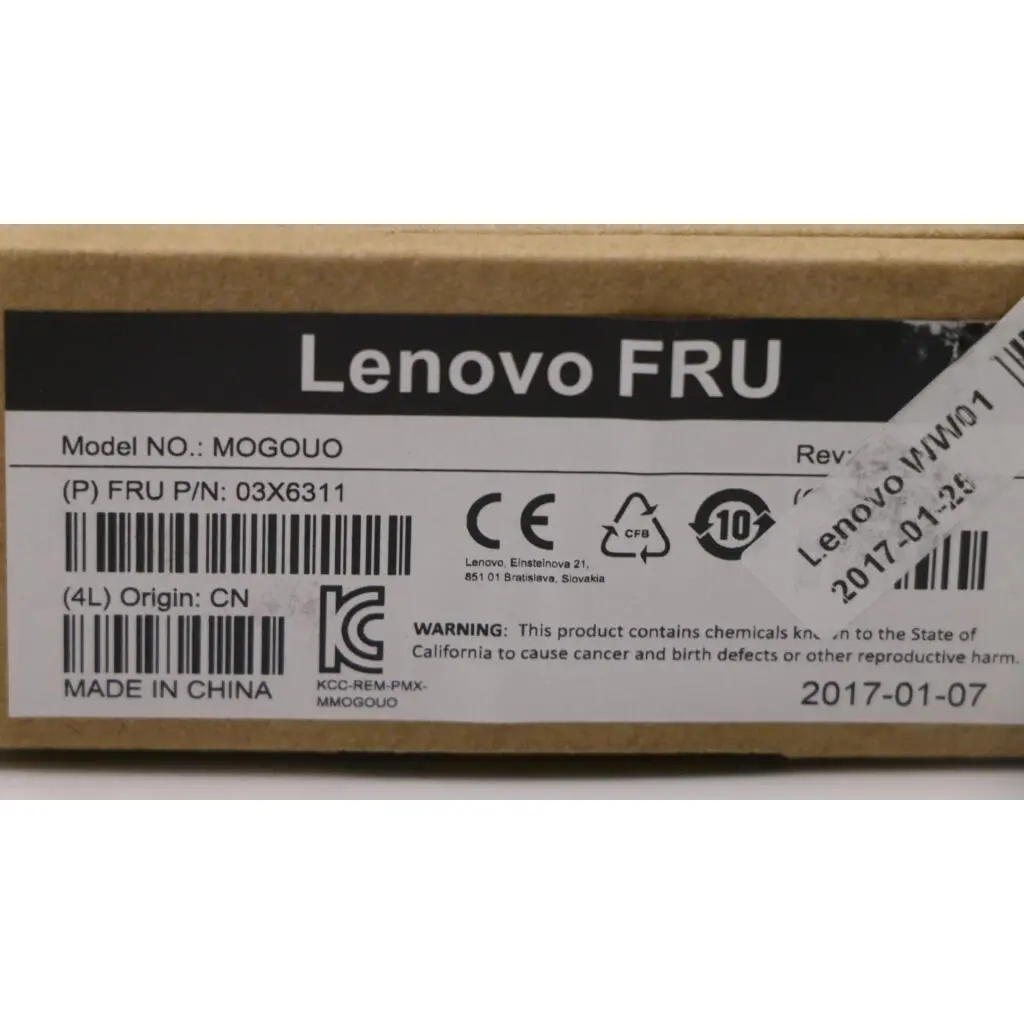 Lenovo FRU
Model NO.: MOGOUO
Rev:
(P) FRU P/N: 03X6311
CE
CFB
10
Lenovo WW01
2017-01-25
Lenovo, Einsteinova 21,
851 01 Bratislava, Slovakia
(4L) Origin: CN
MADE IN CHINA
KCC-REM-PMX-
MMOGOUO
WARNING: This product contains chemicals to the State of
California to cause cancer and birth defects or other reproductive harm.
2017-01-07